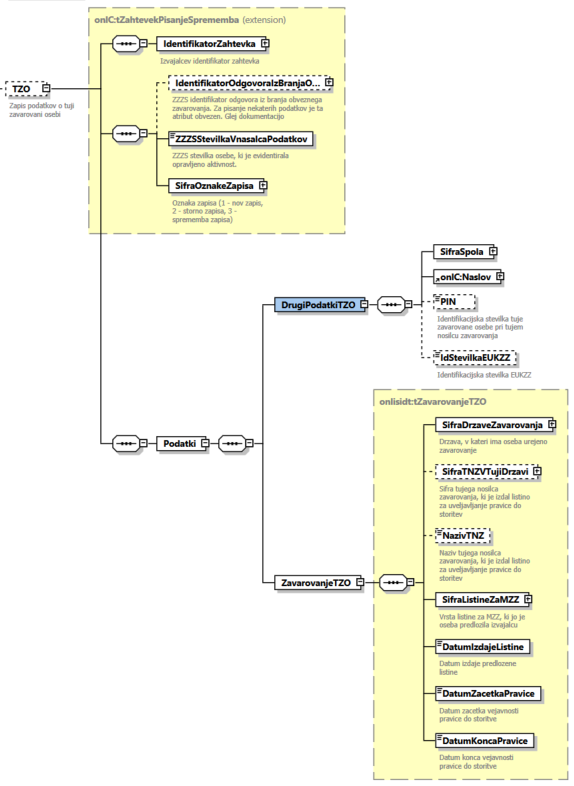 onIC:tZahtevekPisanjeSprememba (extension)
IdentifikatorZahtevka
Izvajalcev identifikator zahtevka
TZO
Zapis podatkov o tuji
zavarovani osebi
IdentifikatorOdgovoraIzBranjaO...
ZZZS identifikator odgovora iz branja obveznega
zavarovanja. Za pisanje nekaterih podatkov je ta
atribut obvezen. Glej dokumentacijo
ZZZSStevilkaVnasalcaPodatkov
ZZZS stevilka osebe, ki je evidentirala
opravljeno aktivnost.
SifraOznakeZapisa
Oznaka zapisa (1 - nov zapis,
2 - storno zapisa, 3 -
sprememba zapisa)
SifraSpola
onIC:Naslov
DrugiPodatkiTZO
PIN
Identifikacijska stevilka tuje
zavarovane osebe pri tujem
nosilcu zavarovanja
IdStevilkaEUKZZ
Identifikacijska stevilka EUKZZ
onlisidt:tZavarovanjeTZO
SifraDrzaveZavarovanja
Drzava, v kateri ima oseba urejeno
zavarovanje
Podatki
SifraTNZVTujiDrzavi
Sifra tujega nosilca
zavarovanja, ki je izdal listino
za uveljavljanje pravice do
storitev
NazivTNZ
Naziv tujega nosilca
zavarovanja, ki je izdal listino
za uveljavljanje pravice do
storitev
ZavarovanjeTZO
SifraListineZaMZZ
Vrsta listine za MZZ, ki jo je
oseba predlozila izvajalcu
DatumIzdajeListine
Datum izdaje predlozene
listine
DatumZacetkaPravice
Datum zacetka vejavnosti
pravice do storitve
DatumKoncaPravice
Datum konca vejavnosti
pravice do storitve